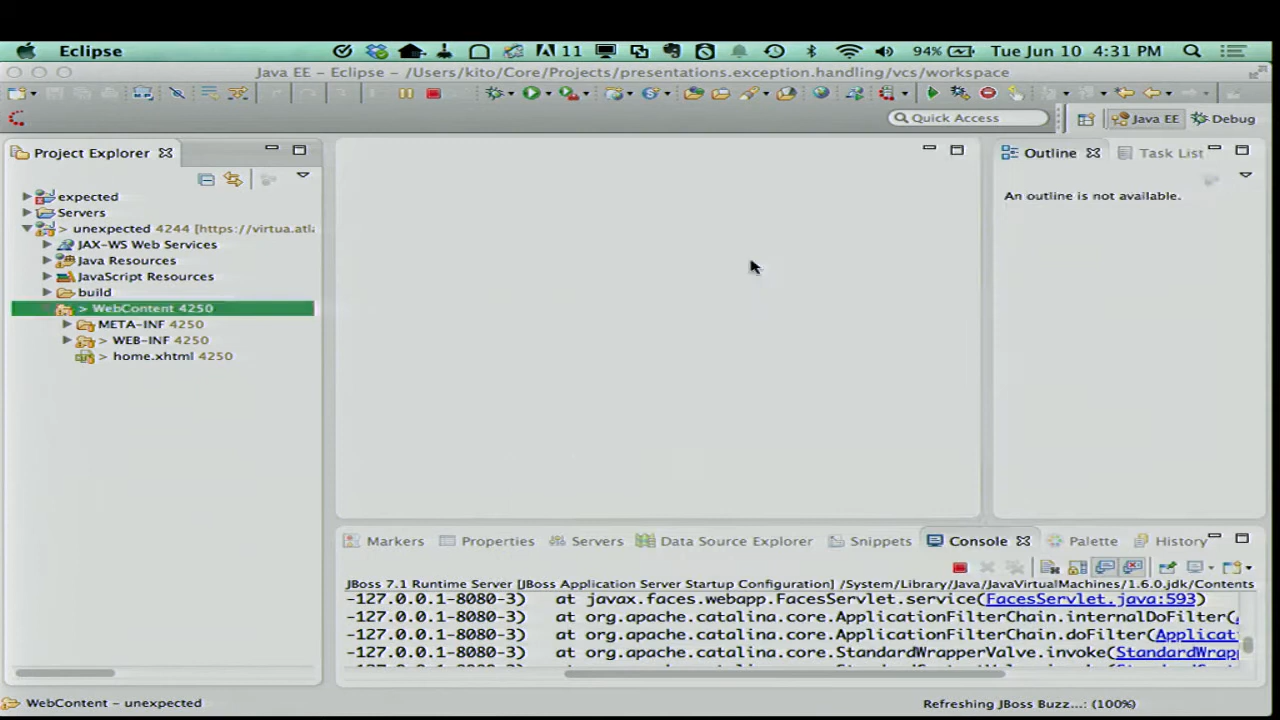 Eclipse 11 94% Tue Jun 10 4:31 PM
Java EE – Eclipse – /Users/kito/Core/Projects/presentations.exception.handling/vcs/workspace
Quick Access Java EE Debug
Project Explorer
Outline Task List
expected
Servers
> unexpected 4244 [https://virtua.atla
JAX-WS Web Services
Java Resources
JavaScript Resources
build
> WebContent 4250
META-INF 4250
> WEB-INF 4250
> home.xhtml 4250
An outline is not available.
Markers Properties Servers Data Source Explorer Snippets Console Palette History
JBoss 7.1 Runtime Server [JBoss Application Server Startup Configuration] /System/Library/Java/JavaVirtualMachines/1.6.0.jdk/Contents
-127.0.0.1-8080-3) at javax.faces.webapp.FacesServlet.service(FacesServlet.java:593)
-127.0.0.1-8080-3) at org.apache.catalina.core.ApplicationFilterChain.internalDoFilter(
-127.0.0.1-8080-3) at org.apache.catalina.core.ApplicationFilterChain.doFilter(Applicat
-127.0.0.1-8080-3) at org.apache.catalina.core.StandardWrapperValve.invoke(StandardWrapp
WebContent – unexpected
Refreshing JBoss Buzz...: (100%)